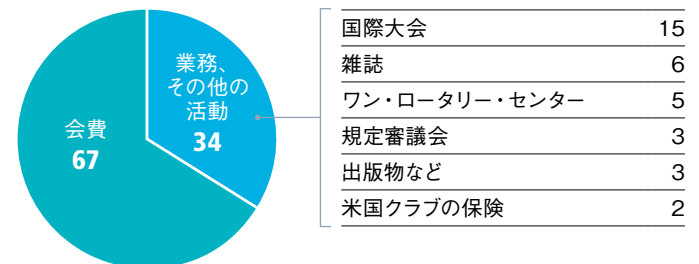 会費
67
業務、
その他の
活動
34
国際大会 15
雑誌 6
ワン・ロータリー・センター 5
規定審議会 3
出版物など 3
米国クラブの保険 2